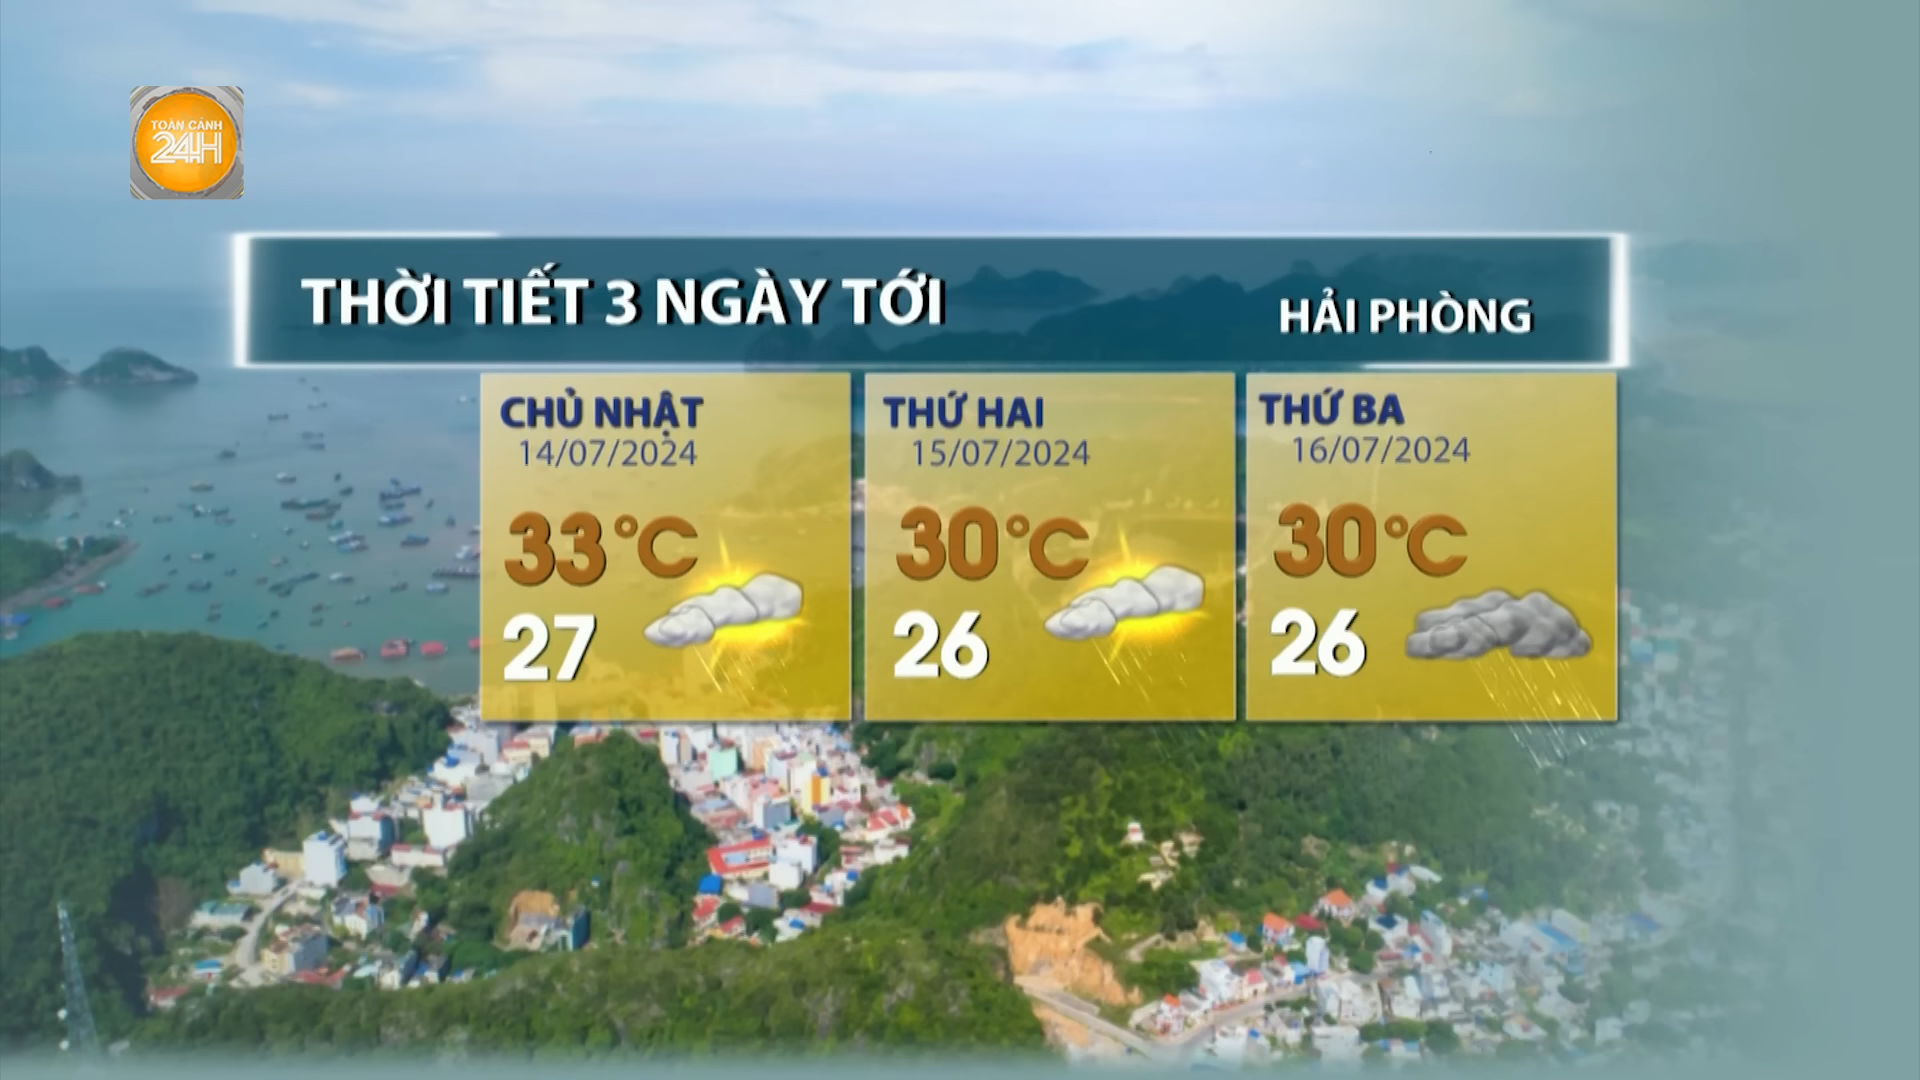 TOÀN CẢNH
24H
THỜI TIẾT 3 NGÀY TỚI
HẢI PHÒNG
CHỦ NHẬT
14/07/2024
33°C
27
THỨ HAI
15/07/2024
30°C
26
THỨ BA
16/07/2024
30°C
26